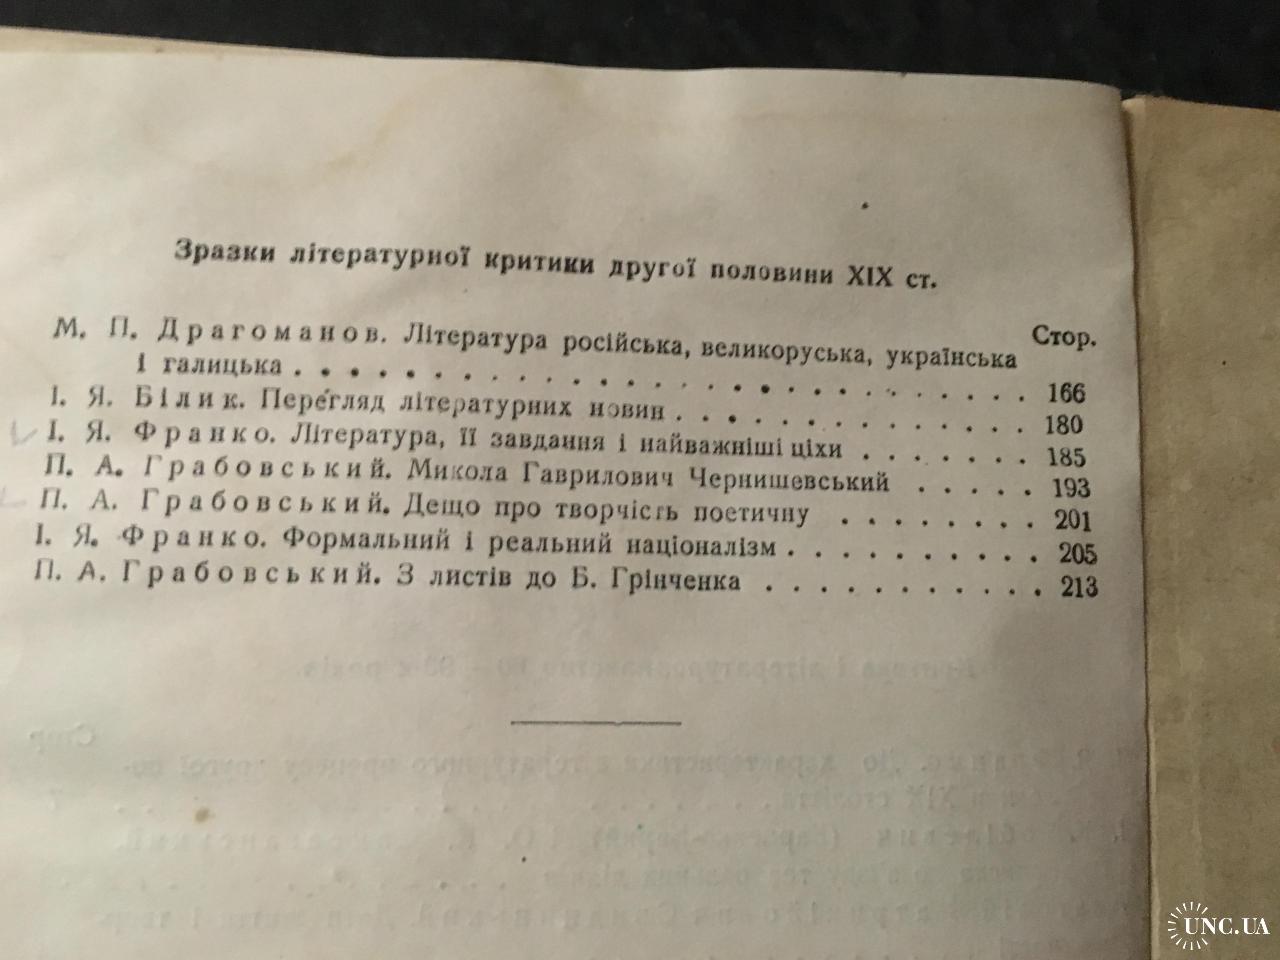 Зразки літературної критики другої половини XIX ст.
Стор.
М. П. Драгоманов. Література російська, великоруська, українська
і галицька . . . . . . . . . . . . . . . . . . . . . . . . . . . 166
І. Я. Білик. Перегляд літературних новин . . . . . . . . . . . . . . 180
І. Я. Франко. Література, її завдання і найважніші ціхи . . . . . . . 185
П. А. Грабовський. Микола Гаврилович Чернишевський . . . . . 193
П. А. Грабовський. Дещо про творчість поетичну . . . . . . . . 201
І. Я. Франко. Формальний і реальний націоналізм . . . . . . . . . . 205
П. А. Грабовський. З листів до Б. Грінченка . . . . . . . . . . . 213
UNC.UA